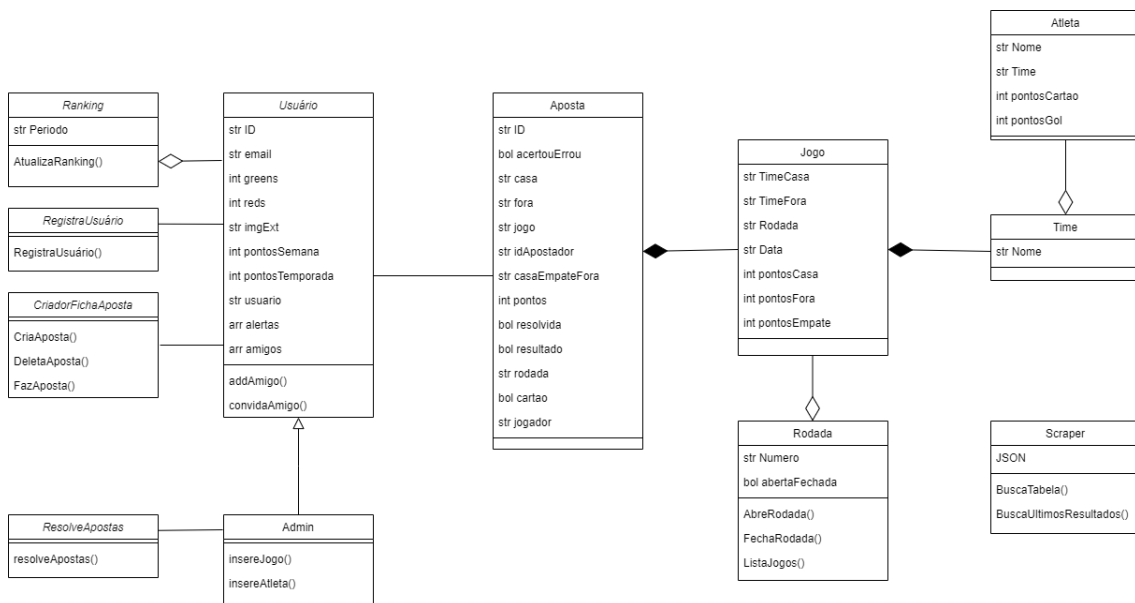 Ranking
str Periodo
AtualizaRanking()
RegistraUsuário
RegistraUsuário()
CriadorFichaAposta
CriaAposta()
DeletaAposta()
FazAposta()
ResolveApostas
resolveApostas()
Usuário
str ID
str email
int greens
int reds
str imgExt
int pontosSemana
int pontosTemporada
str usuario
arr alertas
arr amigos
addAmigo()
convidaAmigo()
Admin
insereJogo()
insereAtleta()
Aposta
str ID
bol acertouErrou
str casa
str fora
str jogo
str idApostador
str casaEmpateFora
int pontos
bol resolvida
bol resultado
str rodada
bol cartao
str jogador
Jogo
str TimeCasa
str TimeFora
str Rodada
str Data
int pontosCasa
int pontosFora
int pontosEmpate
Rodada
str Numero
bol abertaFechada
AbreRodada()
FechaRodada()
ListaJogos()
Atleta
str Nome
str Time
int pontosCartao
int pontosGol
Time
str Nome
Scraper
JSON
BuscaTabela()
BuscaUltimosResultados()